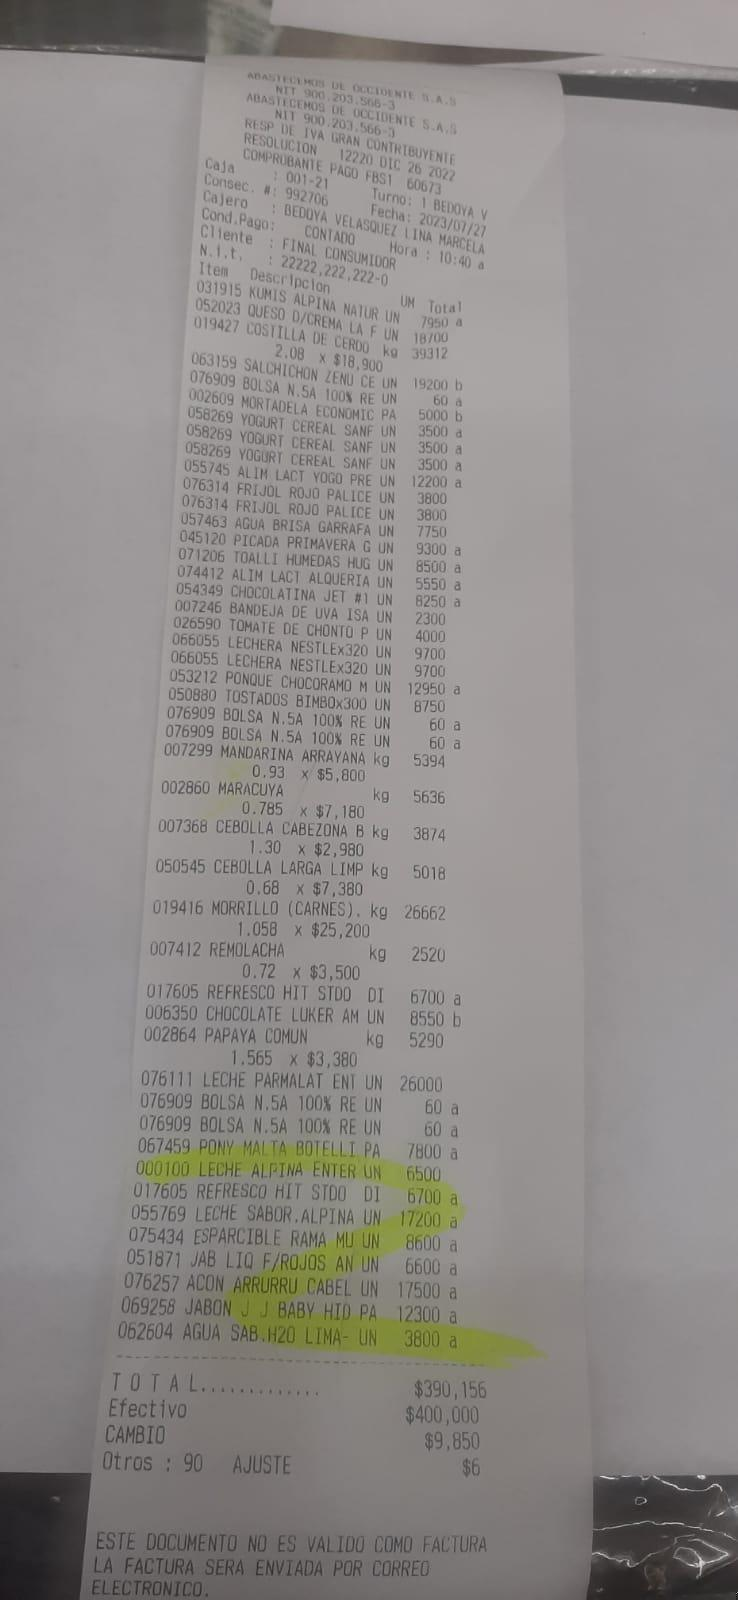 ABASTECEMOS DE OCCIDENTE S.A.S
NIT 900.203.566-3
ABASTECEMOS DE OCCIDENTE S.A.S
NIT 900.203.566-3
RESP DE IVA GRAN CONTRIBUYENTE
RESOLUCION 12220 DIC 26 2022
COMPROBANTE PAGO FBS1 60673
Caja : 001-21 Turno: 1 BEDOYA V
Consec. #: 992706 Fecha: 2023/07/27
Cajero : BEDOYA VELASQUEZ LINA MARCELA
Cond.Pago: CONTADO Hora : 10:40 a
Cliente : FINAL CONSUMIDOR
N.i.t. : 22222,222,222-0
Item Descripcion UM Total
031915 KUMIS ALPINA NATUR UN 7950 a
052023 QUESO D/CREMA LA F UN 18700
019427 COSTILLA DE CERDO kg 39312
2.08 x $18,900
063159 SALCHICHON ZENU CE UN 19200 b
076909 BOLSA N.5A 100% RE UN 60 a
002609 MORTADELA ECONOMIC PA 5000 b
058269 YOGURT CEREAL SANF UN 3500 a
058269 YOGURT CEREAL SANF UN 3500 a
058269 YOGURT CEREAL SANF UN 3500 a
055745 ALIM LACT YOGO PRE UN 12200 a
076314 FRIJOL ROJO PALICE UN 3800
076314 FRIJOL ROJO PALICE UN 3800
057463 AGUA BRISA GARRAFA UN 7750
045120 PICADA PRIMAVERA G UN 9300 a
071206 TOALLI HUMEDAS HUG UN 8500 a
074412 ALIM LACT ALQUERIA UN 5550 a
054349 CHOCOLATINA JET #1 UN 8250 a
007246 BANDEJA DE UVA ISA UN 2300
026590 TOMATE DE CHONTO P UN 4000
066055 LECHERA NESTLEx320 UN 9700
066055 LECHERA NESTLEx320 UN 9700
053212 PONQUE CHOCORAMO M UN 12950 a
050880 TOSTADOS BIMBOx300 UN 8750
076909 BOLSA N.5A 100% RE UN 60 a
076909 BOLSA N.5A 100% RE UN 60 a
007299 MANDARINA ARRAYANA kg 5394
0.93 x $5,800
002860 MARACUYA kg 5636
0.785 x $7,180
007368 CEBOLLA CABEZONA B kg 3874
1.30 x $2,980
050545 CEBOLLA LARGA LIMP kg 5018
0.68 x $7,380
019416 MORRILLO (CARNES). kg 26662
1.058 x $25,200
007412 REMOLACHA kg 2520
0.72 x $3,500
017605 REFRESCO HIT STDO DI 6700 a
006350 CHOCOLATE LUKER AM UN 8550 b
002864 PAPAYA COMUN kg 5290
1.565 x $3,380
076111 LECHE PARMALAT ENT UN 26000
076909 BOLSA N.5A 100% RE UN 60 a
076909 BOLSA N.5A 100% RE UN 60 a
067459 PONY MALTA BOTELLI PA 7800 a
000100 LECHE ALPINA ENTER UN 6500
017605 REFRESCO HIT STDO DI 6700 a
055769 LECHE SABOR.ALPINA UN 17200 a
075434 ESPARCIBLE RAMA MU UN 8600 a
051871 JAB LIQ F/ROJOS AN UN 6600 a
076257 ACON ARRURRU CABEL UN 17500 a
069258 JABON J J BABY HID PA 12300 a
062604 AGUA SAB.H2O LIMA- UN 3800 a
TOTAL............. $390,156
Efectivo $400,000
CAMBIO $9,850
Otros : 90 AJUSTE $6
ESTE DOCUMENTO NO ES VALIDO COMO FACTURA
LA FACTURA SERA ENVIADA POR CORREO
ELECTRONICO.